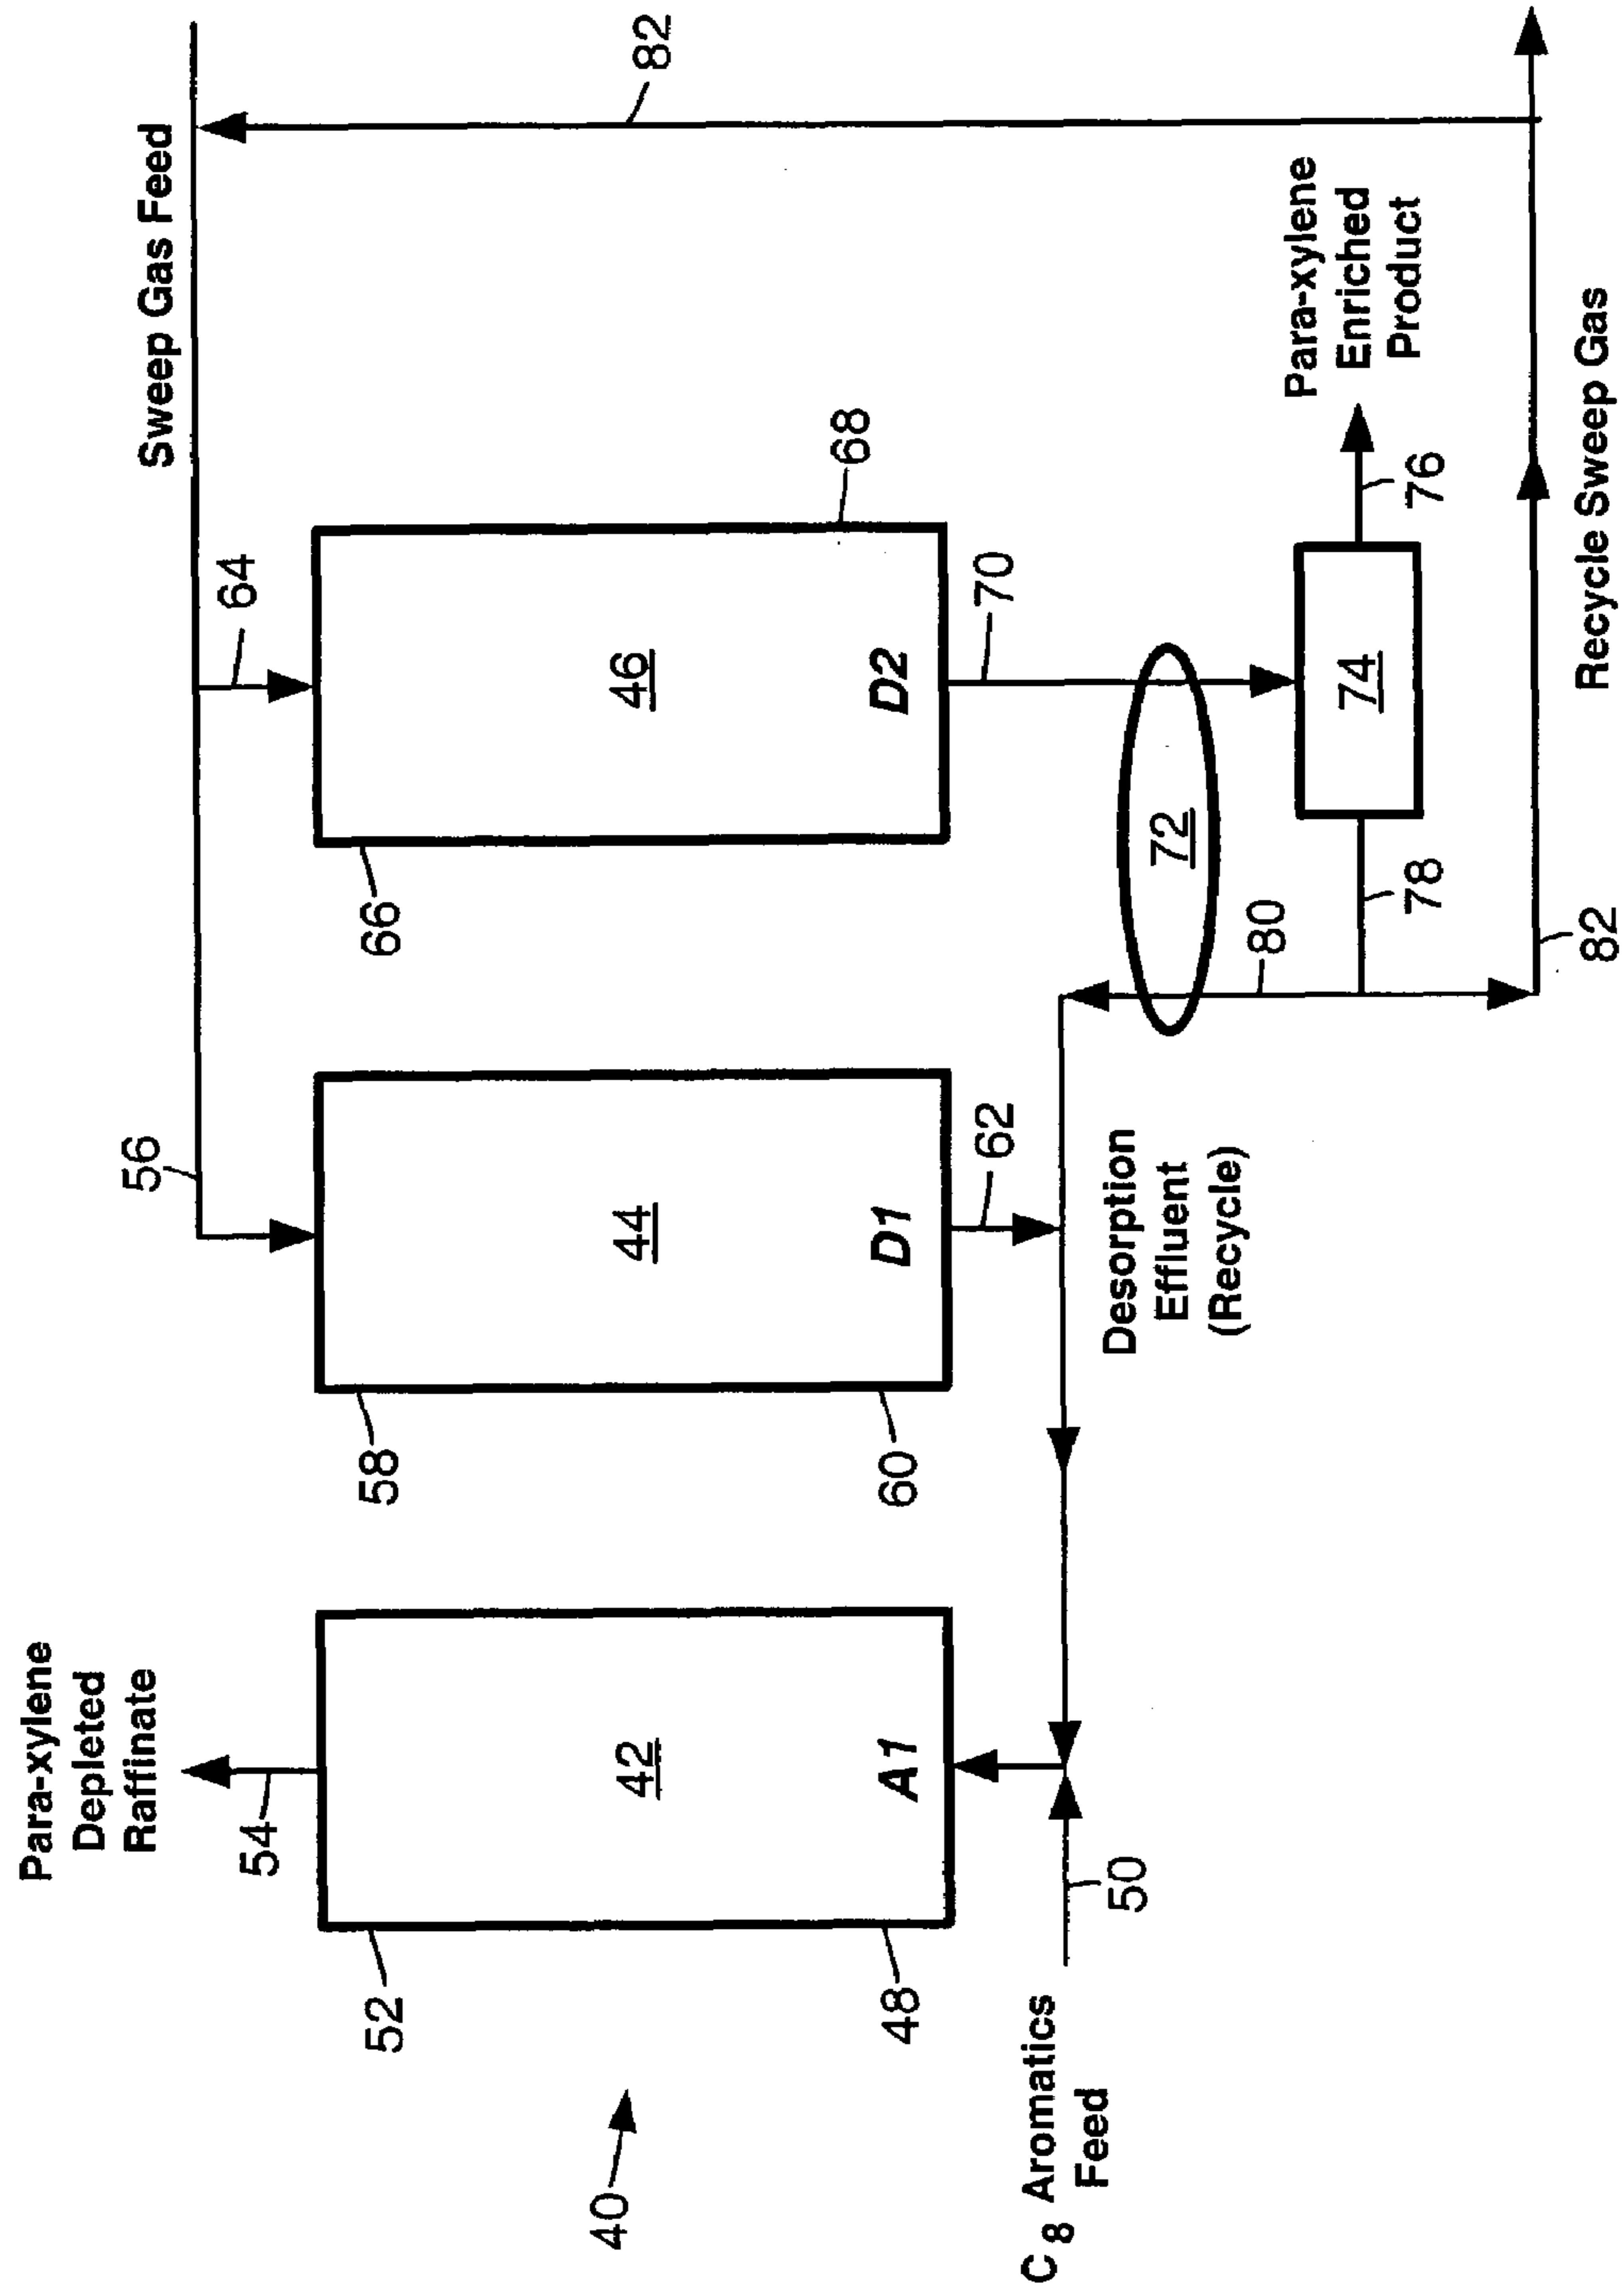 Para-xylene
Depleted
Raffinate
54
52
42
A1
48
40
C8 Aromatics
Feed
50
56
Sweep Gas Feed
58
44
D1
60
62
Desorption
Effluent
(Recycle)
64
66
46
68
D2
70
72
80
74
76
78
Para-xylene
Enriched
Product
82
82
Recycle Sweep Gas